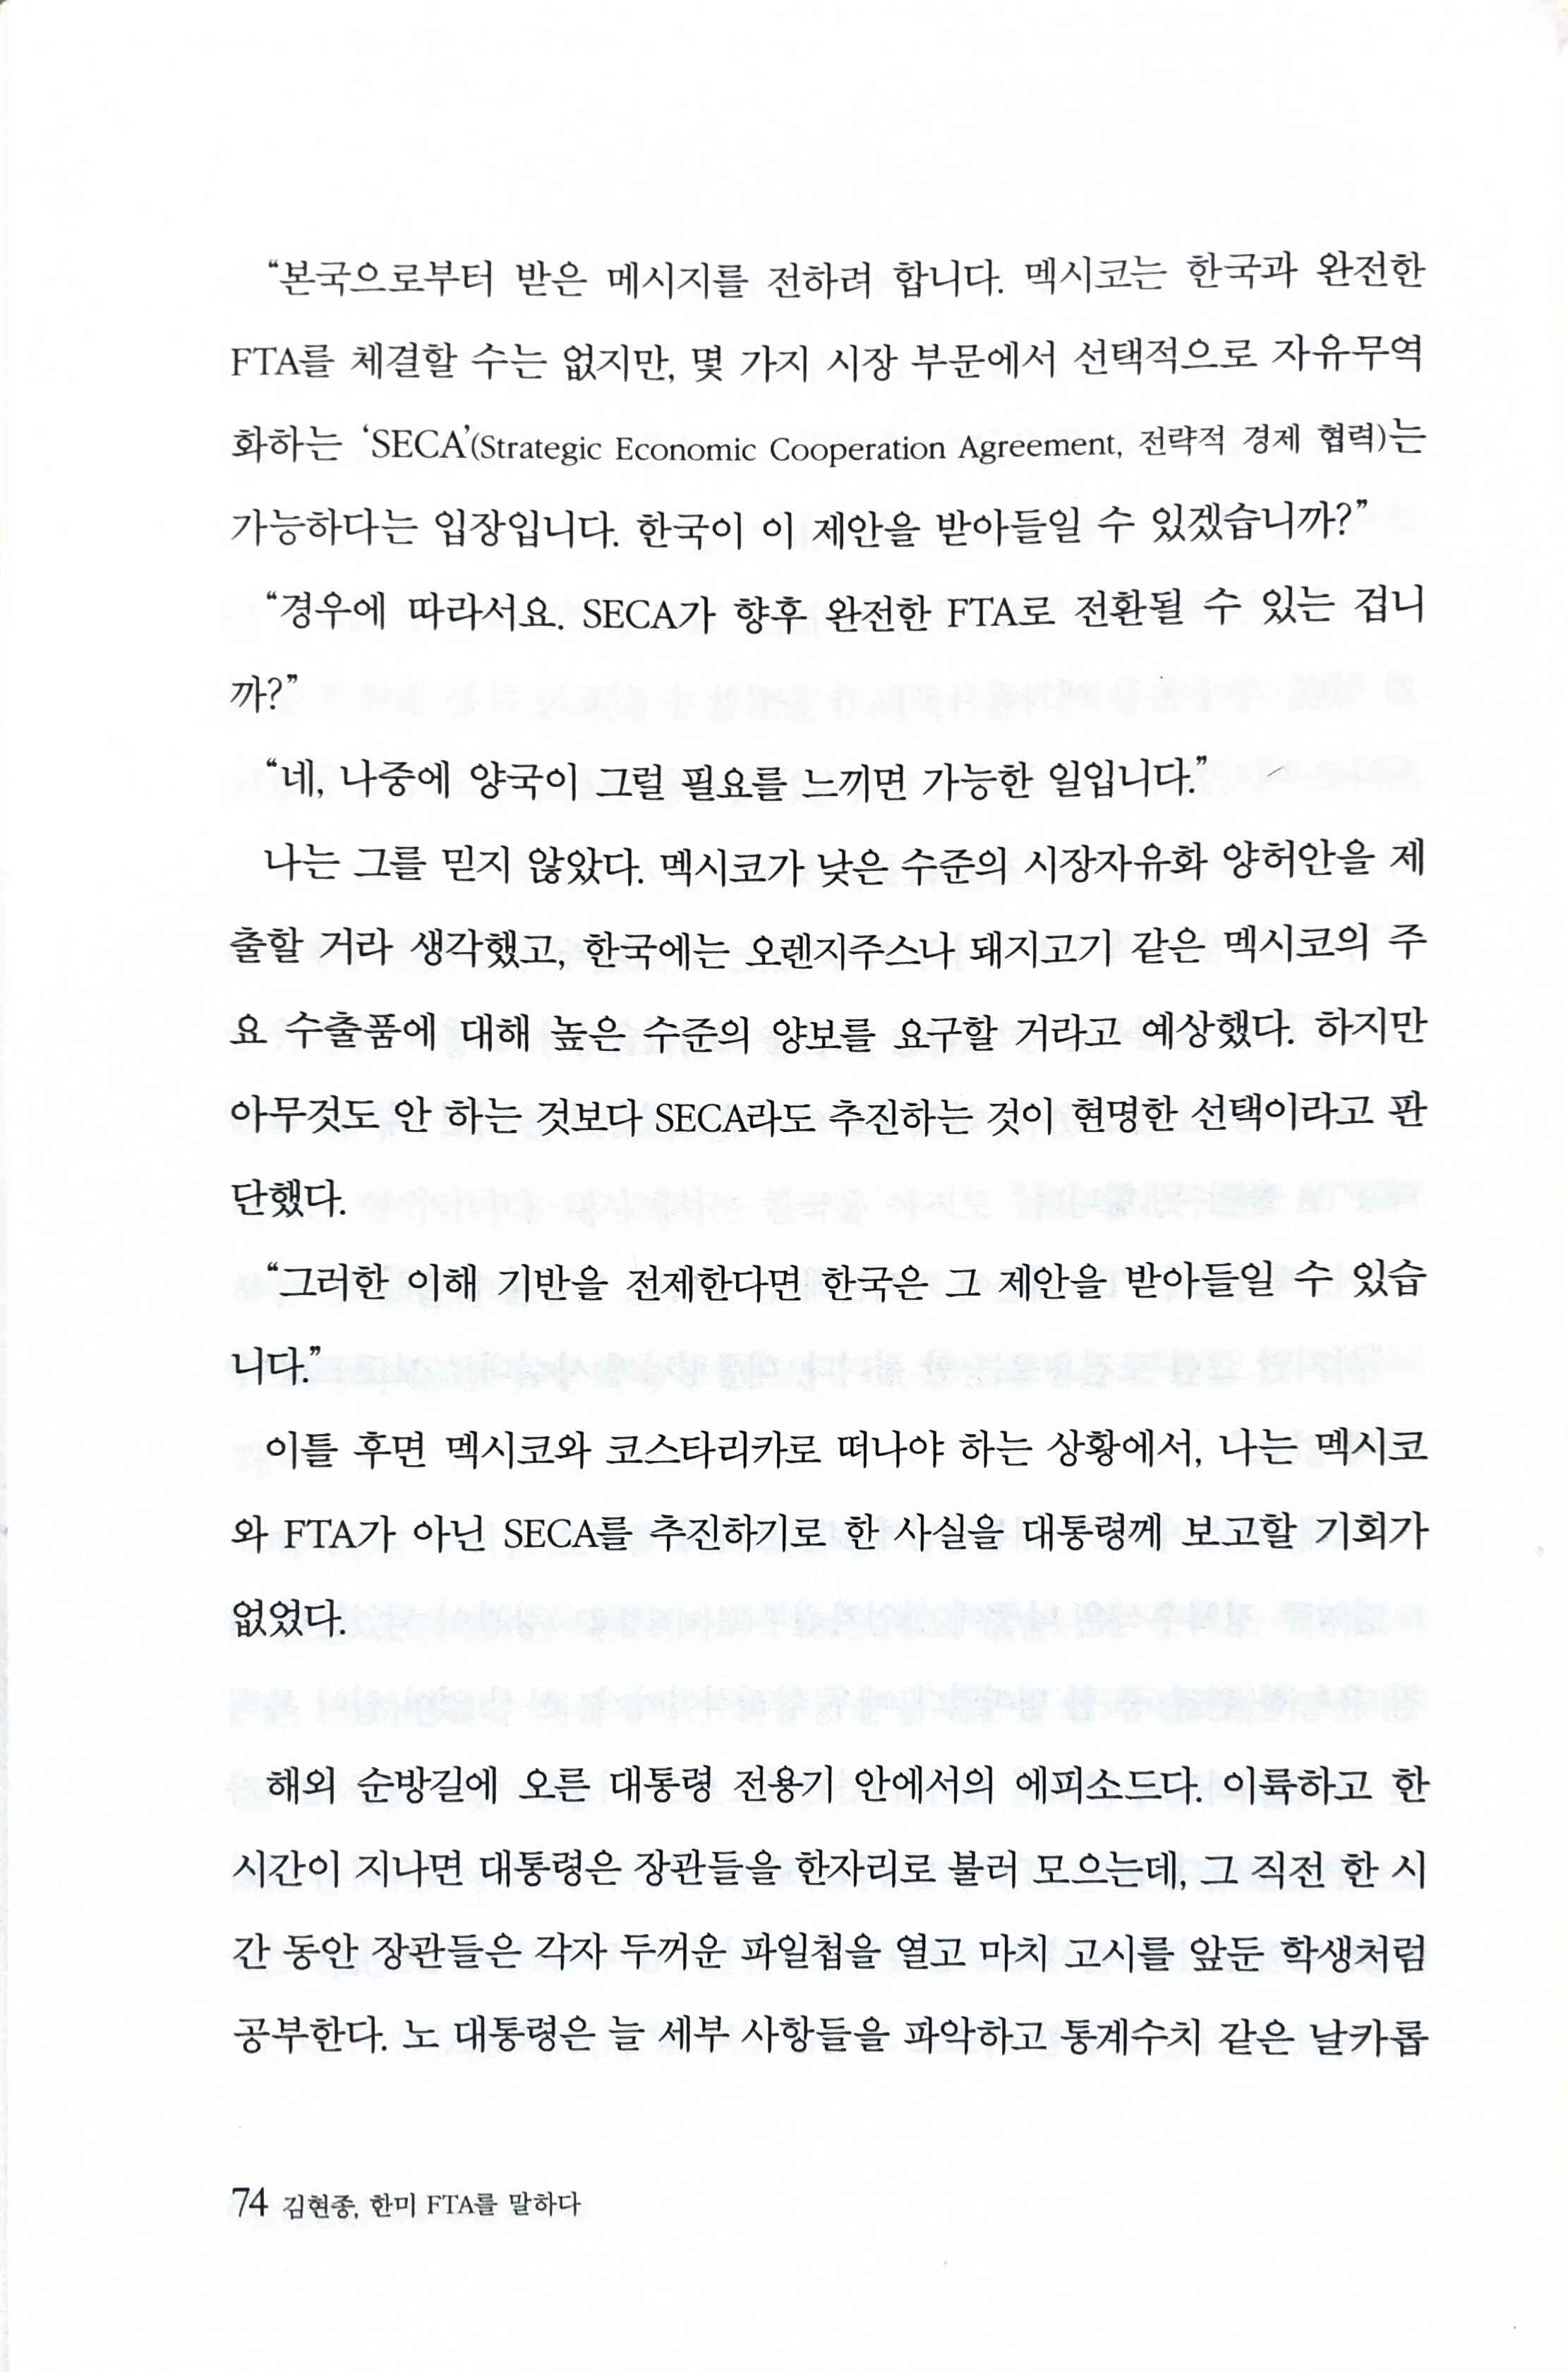 “본국으로부터 받은 메시지를 전하려 합니다. 멕시코는 한국과 완전한
FTA를 체결할 수는 없지만, 몇 가지 시장 부문에서 선택적으로 자유무역
화하는 ‘SECA’(Strategic Economic Cooperation Agreement, 전략적 경제 협력)는
가능하다는 입장입니다. 한국이 이 제안을 받아들일 수 있겠습니까?”
“경우에 따라서요. SECA가 향후 완전한 FTA로 전환될 수 있는 겁니
까?”
“네, 나중에 양국이 그럴 필요를 느끼면 가능한 일입니다.”
나는 그를 믿지 않았다. 멕시코가 낮은 수준의 시장자유화 양허안을 제
출할 거라 생각했고, 한국에는 오렌지주스나 돼지고기 같은 멕시코의 주
요 수출품에 대해 높은 수준의 양보를 요구할 거라고 예상했다. 하지만
아무것도 안 하는 것보다 SECA라도 추진하는 것이 현명한 선택이라고 판
단했다.
“그러한 이해 기반을 전제한다면 한국은 그 제안을 받아들일 수 있습
니다.”
이틀 후면 멕시코와 코스타리카로 떠나야 하는 상황에서, 나는 멕시코
와 FTA가 아닌 SECA를 추진하기로 한 사실을 대통령께 보고할 기회가
없었다.
해외 순방길에 오른 대통령 전용기 안에서의 에피소드다. 이륙하고 한
시간이 지나면 대통령은 장관들을 한자리로 불러 모으는데, 그 직전 한 시
간 동안 장관들은 각자 두꺼운 파일첩을 열고 마치 고시를 앞둔 학생처럼
공부한다. 노 대통령은 늘 세부 사항들을 파악하고 통계수치 같은 날카롭
74 김현종, 한미 FTA를 말하다